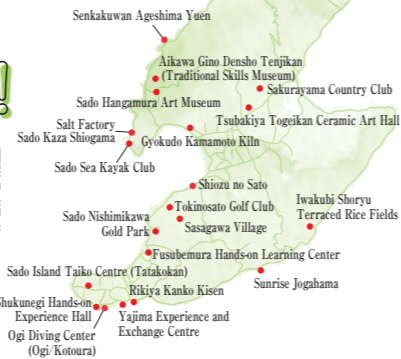 Senkakuwan Ageshima Yuen
Aikawa Gino Densho Tenjikan
(Traditional Skills Museum)
Sakurayama Country Club
Sado Hangamura Art Museum
Tsubakiya Togeikan Ceramic Art Hall
Salt Factory
Sado Kaza Shiogama
Gyokudo Kamamoto Kiln
Sado Sea Kayak Club
Shiozu no Sato
Tokinosato Golf Club
Iwakubi Shoryu
Terraced Rice Fields
Sado Nishimikawa
Gold Park
Sasagawa Village
Fusubemura Hands-on Learning Center
Sado Island Taiko Centre (Tatakokan)
Sunrise Jogahama
Rikiya Kanko Kisen
Shukunegi Hands-on
Experience Hall
Yajima Experience and
Exchange Centre
Ogi Diving Center
(Ogi/Kotoura)
!